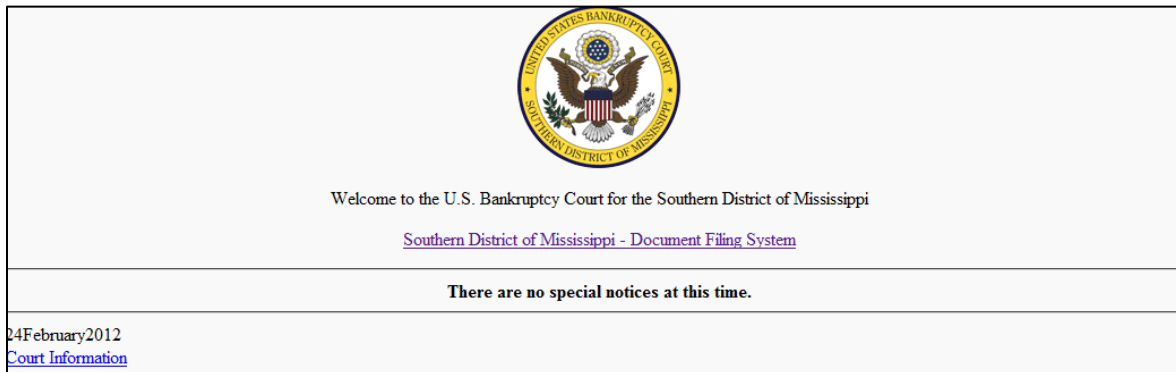 UNITED STATES BANKRUPTCY COURT
SOUTHERN DISTRICT OF MISSISSIPPI
Welcome to the U.S. Bankruptcy Court for the Southern District of Mississippi
Southern District of Mississippi - Document Filing System
There are no special notices at this time.
24February2012
Court Information